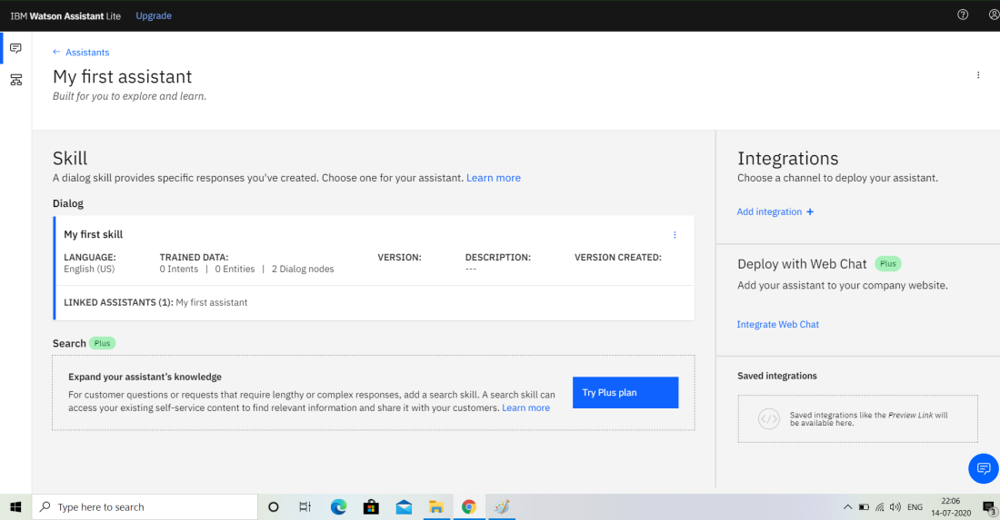 IBM Watson Assistant Lite Upgrade
← Assistants
My first assistant
Built for you to explore and learn.
Skill
A dialog skill provides specific responses you've created. Choose one for your assistant. Learn more
Dialog
My first skill
LANGUAGE: TRAINED DATA: VERSION: DESCRIPTION: VERSION CREATED:
English (US) 0 Intents | 0 Entities | 2 Dialog nodes ---
LINKED ASSISTANTS (1): My first assistant
Search Plus
Expand your assistant's knowledge
For customer questions or requests that require lengthy or complex responses, add a search skill. A search skill can
access your existing self-service content to find relevant information and share it with your customers. Learn more
Try Plus plan
Integrations
Choose a channel to deploy your assistant.
Add integration +
Deploy with Web Chat Plus
Add your assistant to your company website.
Integrate Web Chat
Saved integrations
Saved integrations like the Preview Link will
be available here.
Type here to search
ENG
22:06
14-07-2020
3